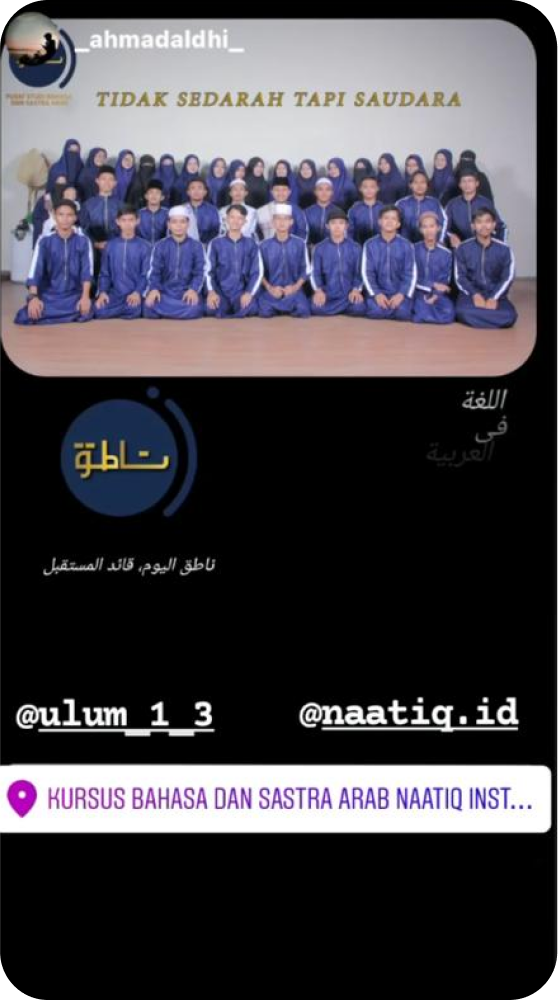 _ahmadaldhi_
PUSAT STUDI BAHASA
DAN SASTRA ARAB
TIDAK SEDARAH TAPI SAUDARA
اللغة
في
العربية
ناطق
ناطق اليوم، قائد المستقبل
@ulum_1_3
@naatiq.id
KURSUS BAHASA DAN SASTRA ARAB NAATIQ INST...